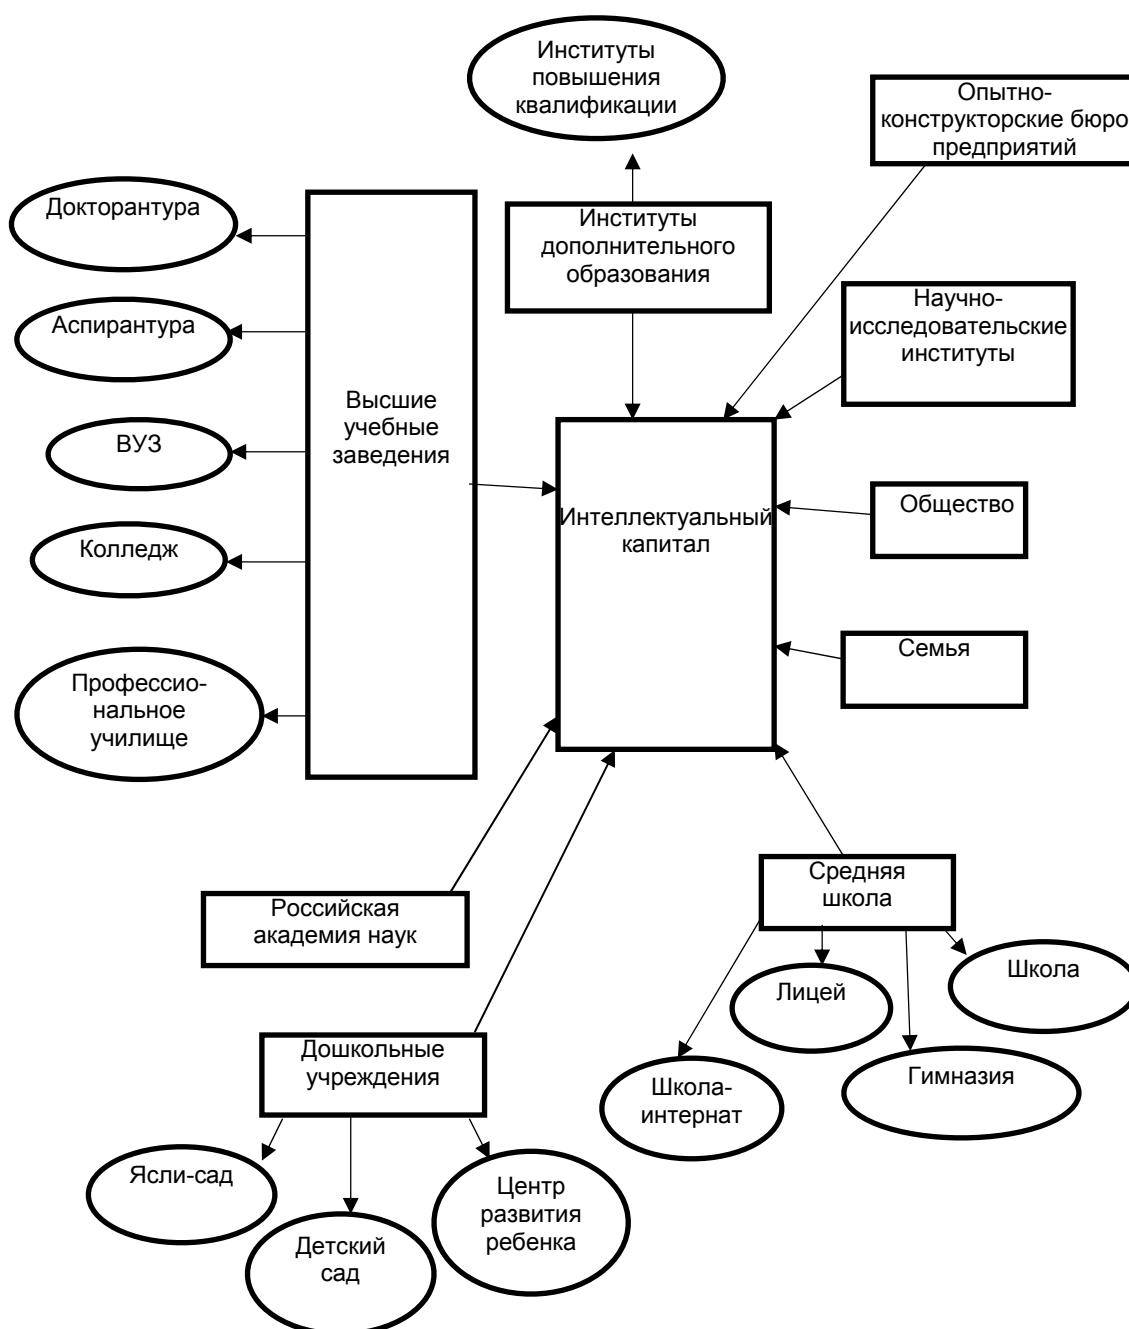 Институты
повышения
квалификации
Опытно-
конструкторские бюро
предприятий
Докторантура
Институты
дополнительного
образования
Научно-
исследовательские
институты
Аспирантура
Высшие
учебные
заведения
ВУЗ
Интеллектуальный
капитал
Общество
Колледж
Семья
Профессио-
нальное
училище
Средняя
школа
Российская
академия наук
Школа
Лицей
Дошкольные
учреждения
Гимназия
Школа-
интернат
Ясли-сад
Центр
развития
ребенка
Детский
сад